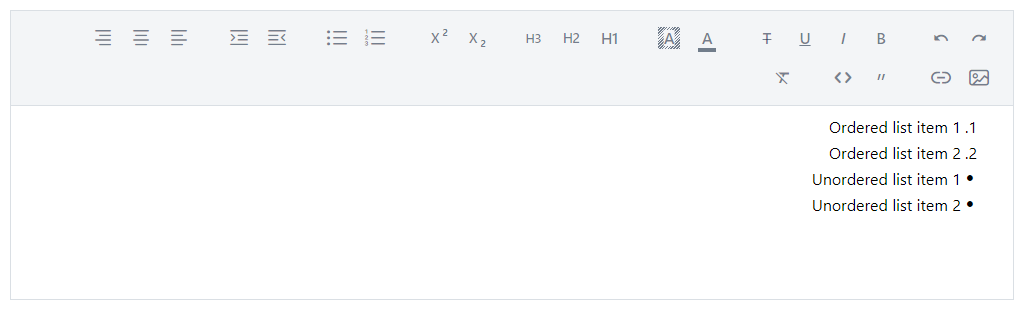 X² X₂ H3 H2 H1 A A T U I B
Ordered list item 1 .1
Ordered list item 2 .2
Unordered list item 1 •
Unordered list item 2 •